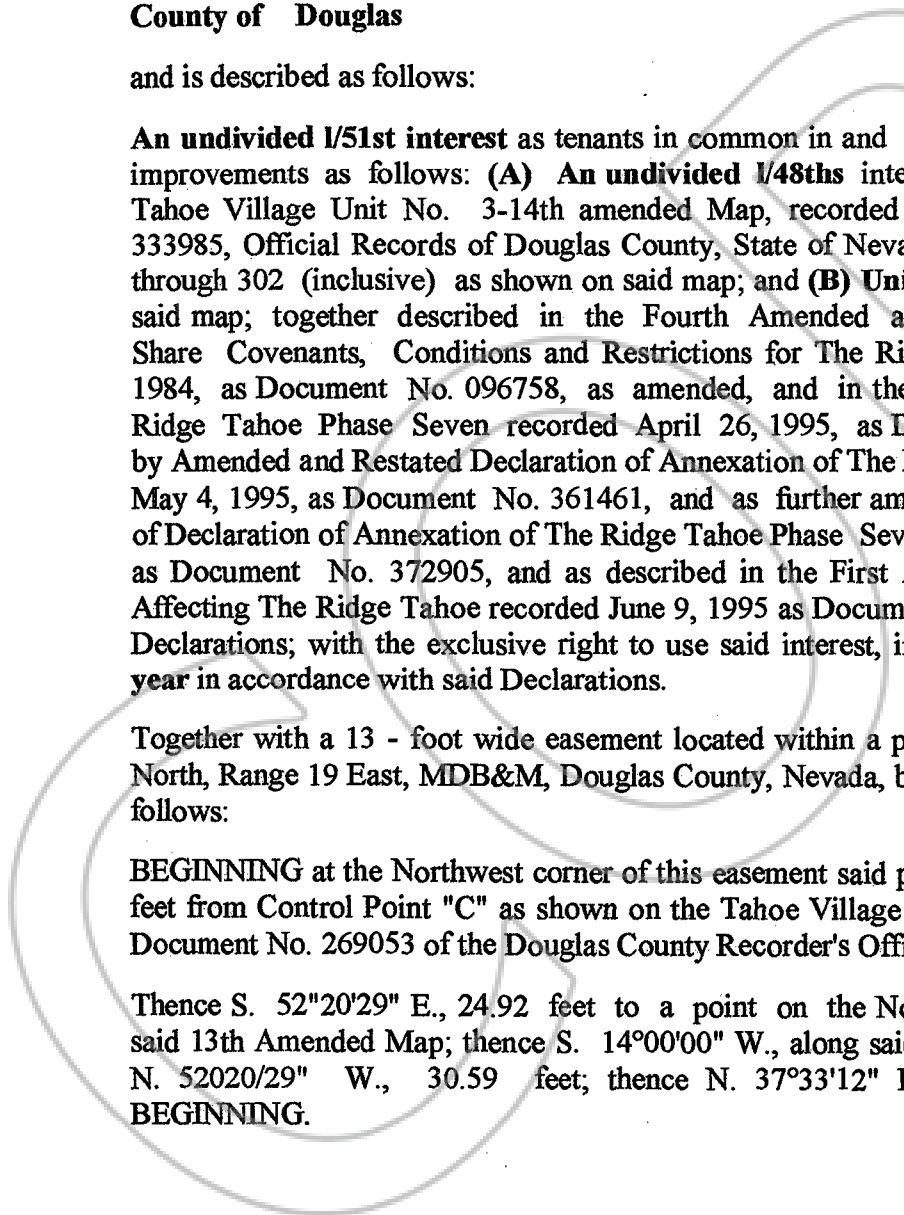 County of Douglas
and is described as follows:
An undivided l/51st interest as tenants in common in and
improvements as follows: (A) An undivided l/48ths inte
Tahoe Village Unit No. 3-14th amended Map, recorded
333985, Official Records of Douglas County, State of Neva
through 302 (inclusive) as shown on said map; and (B) Uni
said map; together described in the Fourth Amended a
Share Covenants, Conditions and Restrictions for The Ri
1984, as Document No. 096758, as amended, and in the
Ridge Tahoe Phase Seven recorded April 26, 1995, as D
by Amended and Restated Declaration of Annexation of The
May 4, 1995, as Document No. 361461, and as further am
of Declaration of Annexation of The Ridge Tahoe Phase Sev
as Document No. 372905, and as described in the First
Affecting The Ridge Tahoe recorded June 9, 1995 as Docum
Declarations; with the exclusive right to use said interest, i
year in accordance with said Declarations.
Together with a 13 - foot wide easement located within a p
North, Range 19 East, MDB&M, Douglas County, Nevada, b
follows:
BEGINNING at the Northwest corner of this easement said p
feet from Control Point "C" as shown on the Tahoe Village
Document No. 269053 of the Douglas County Recorder's Offi
Thence S. 52"20'29" E., 24.92 feet to a point on the No
said 13th Amended Map; thence S. 14°00'00" W., along sai
N. 52020/29" W., 30.59 feet; thence N. 37°33'12"
BEGINNING.